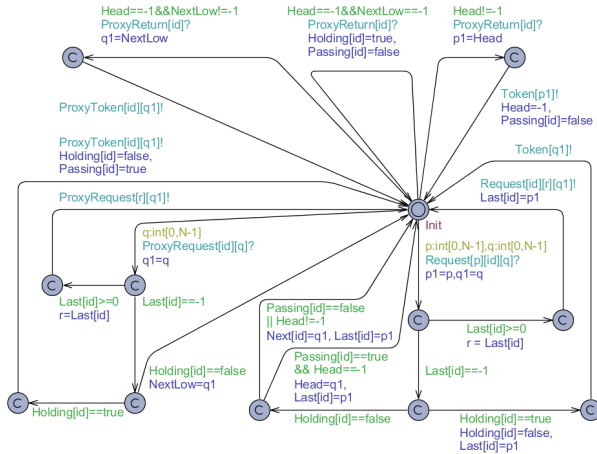 Head==-1&&NextLow!=-1
ProxyReturn[id]?
q1=NextLow
Head==-1&&NextLow==-1
ProxyReturn[id]?
Holding[id]=true,
Passing[id]=false
Head!=-1
ProxyReturn[id]?
p1=Head
C
C
ProxyToken[id][q1]!
Token[p1]!
Head=-1,
Passing[id]=false
ProxyToken[id][q1]!
Holding[id]=false,
Passing[id]=true
Token[q1]!
ProxyRequest[r][q1]!
Request[id][r][q1]!
Last[id]=p1
Init
q:int[0,N-1]
ProxyRequest[id][q]?
q1=q
p:int[0,N-1],q:int[0,N-1]
Request[p][id][q]?
p1=p,q1=q
C
C
Last[id]>=0
r=Last[id]
Last[id]==-1
Passing[id]==false
|| Head!=-1
Next[id]=q1, Last[id]=p1
C
C
Last[id]>=0
r = Last[id]
Passing[id]==true
&& Head==-1
Head=q1,
Last[id]=p1
Holding[id]==false
NextLow=q1
Last[id]==-1
C
C
C
C
C
Holding[id]==true
Holding[id]==false
Holding[id]==true
Holding[id]=false,
Last[id]=p1